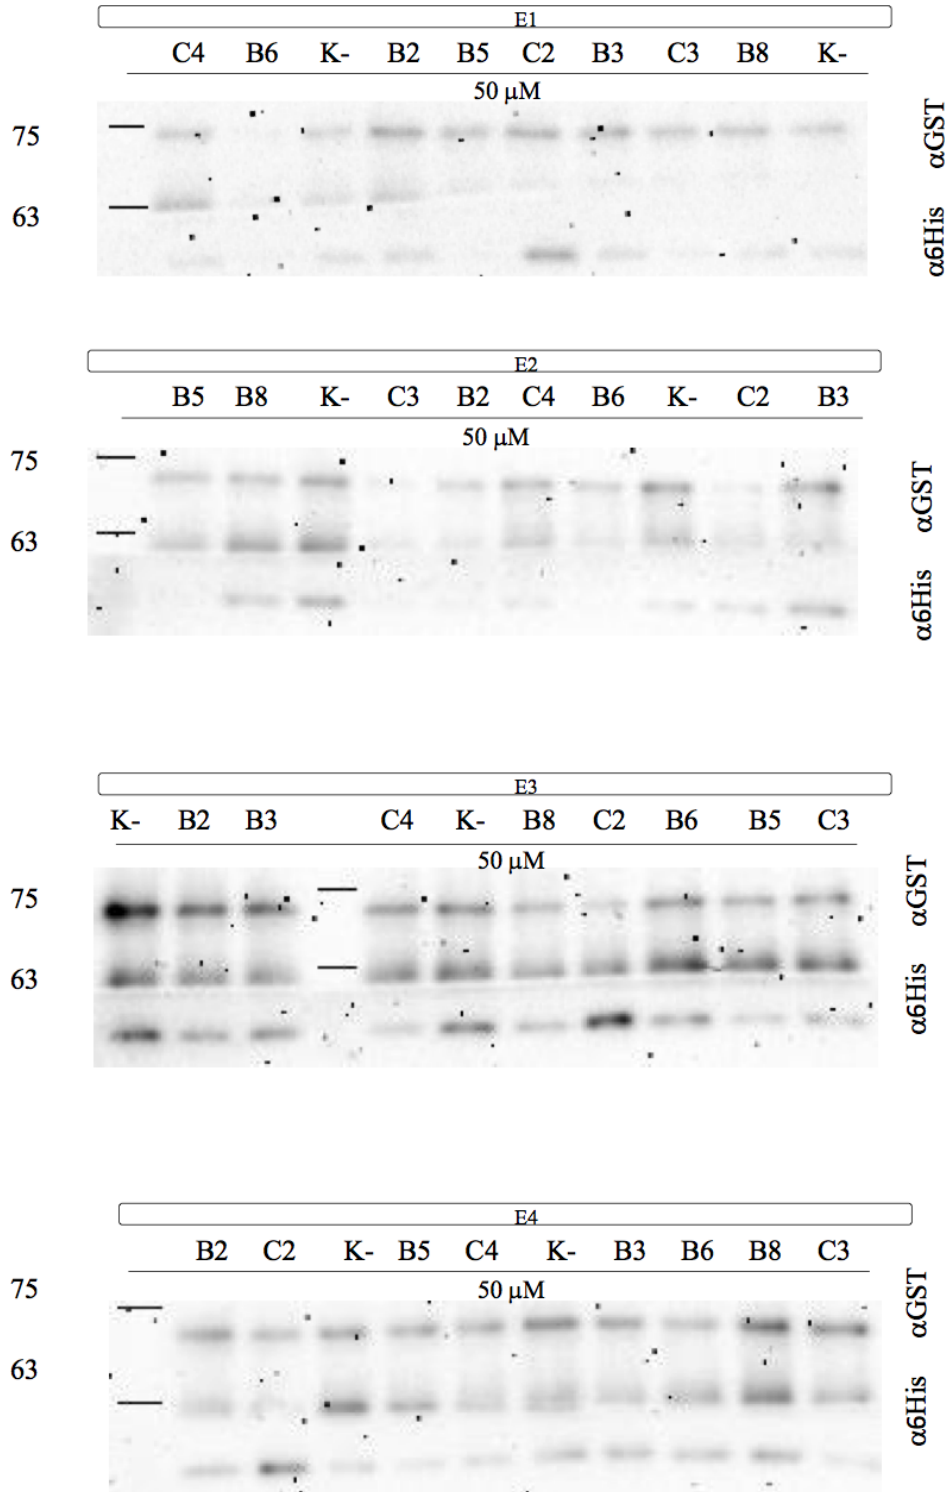 E1
C4 B6 K- B2 B5 C2 B3 C3 B8 K-
50 μM
75
αGST
63
α6His
E2
B5 B8 K- C3 B2 C4 B6 K- C2 B3
50 μM
75
αGST
63
α6His
E3
K- B2 B3 C4 K- B8 C2 B6 B5 C3
50 μM
75
αGST
63
α6His
E4
B2 C2 K- B5 C4 K- B3 B6 B8 C3
50 μM
75
αGST
63
α6His